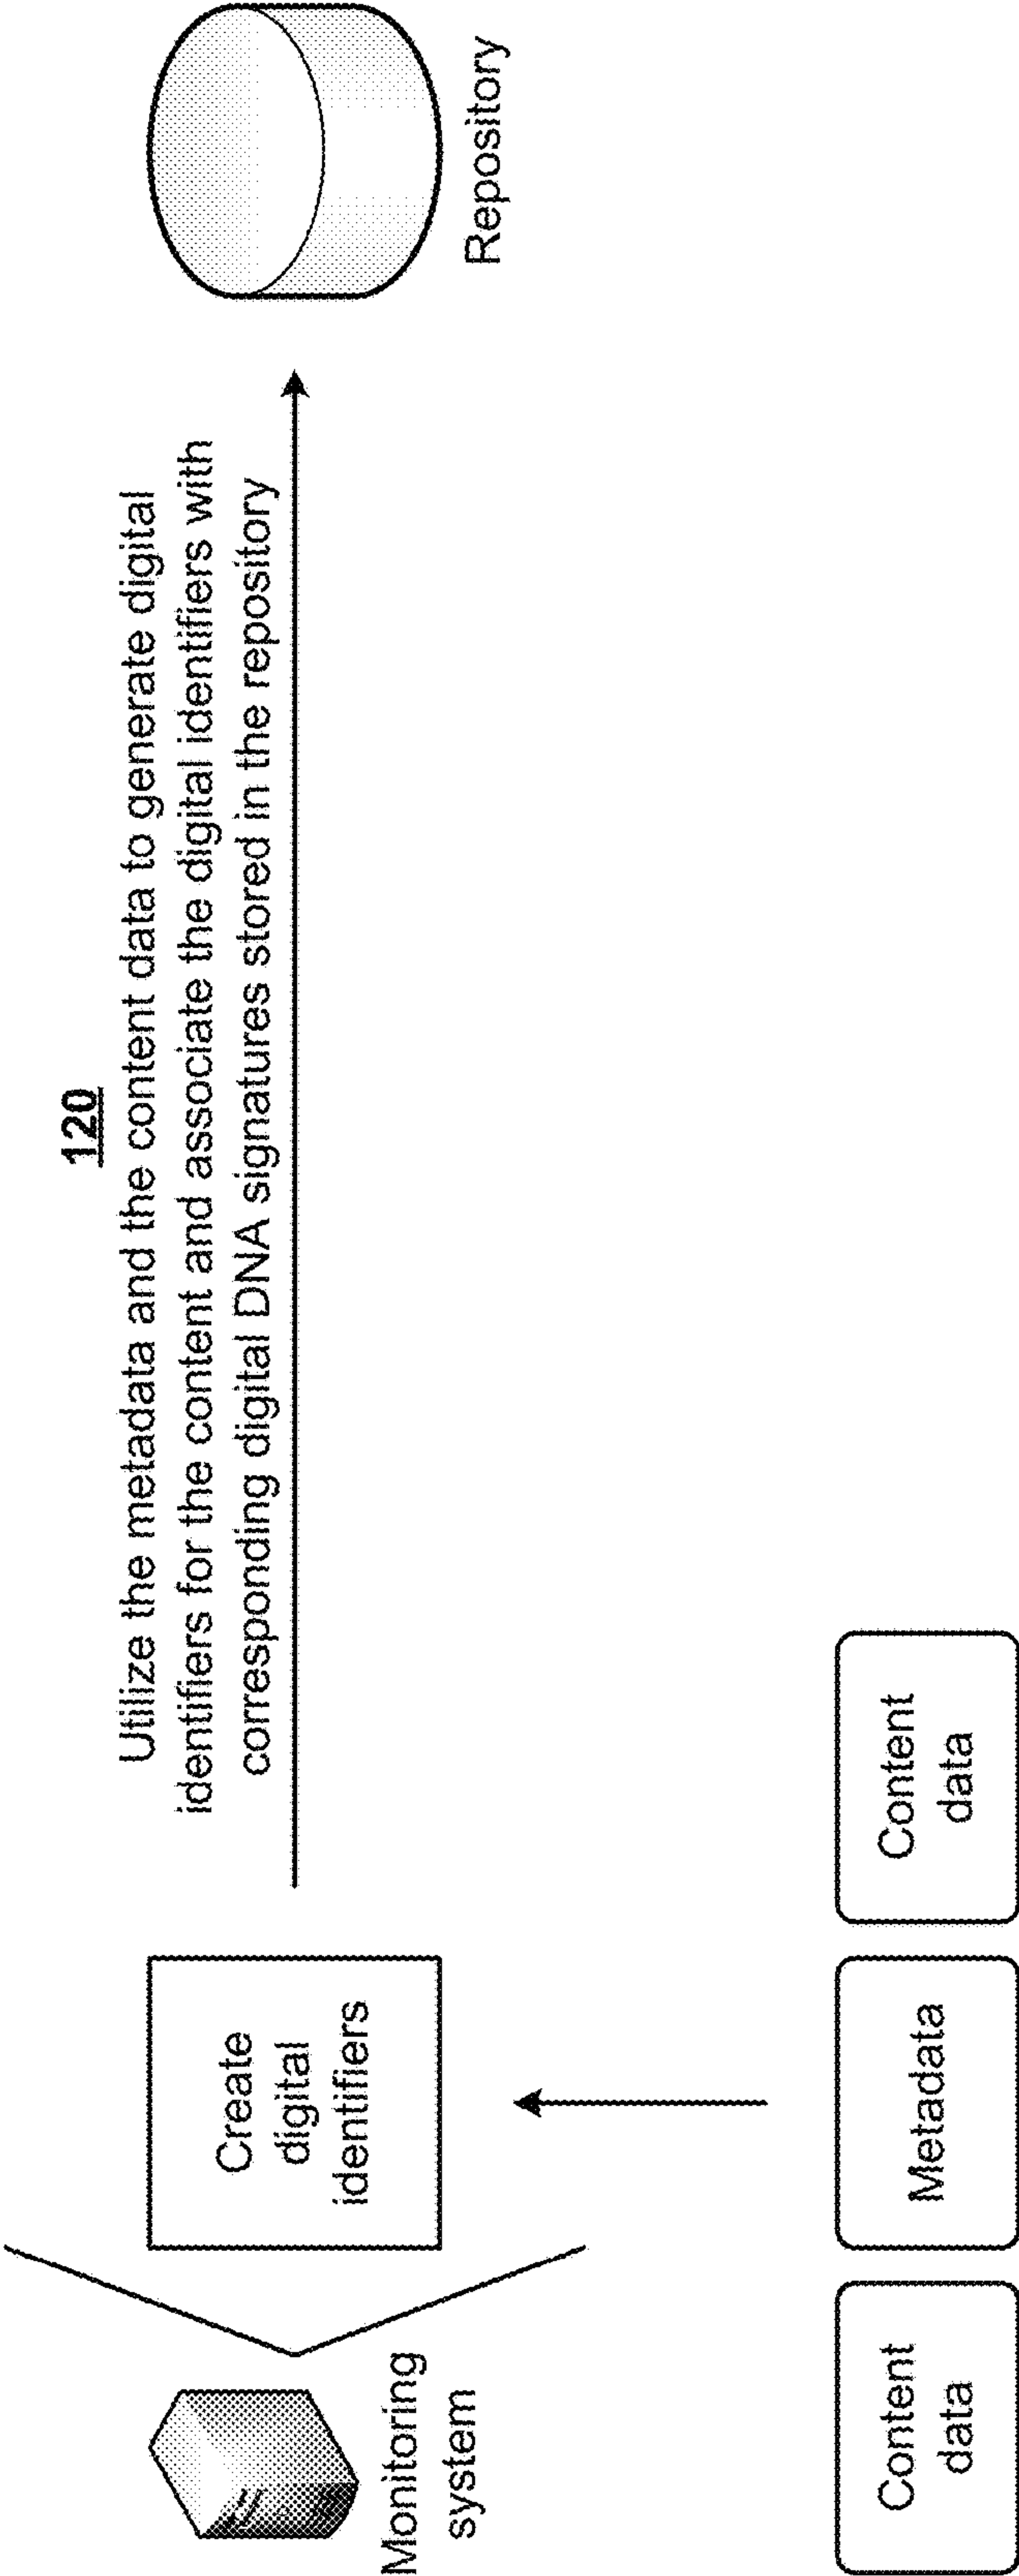 120
Utilize the metadata and the content data to generate digital
identifiers for the content and associate the digital identifiers with
corresponding digital DNA signatures stored in the repository
Monitoring
system
Create
digital
identifiers
Repository
Content
data
Metadata
Content
data